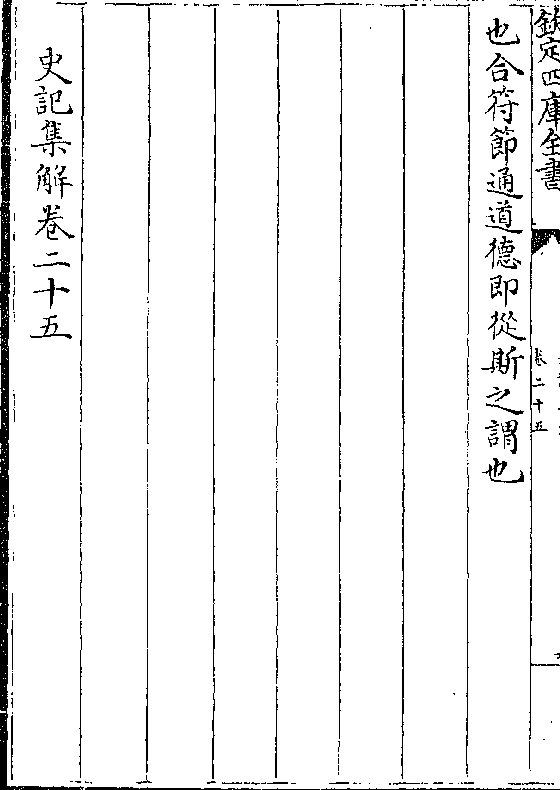 欽定四庫全書
卷二十五
也合符節通道德即從斯之謂也
史記集解卷二十五